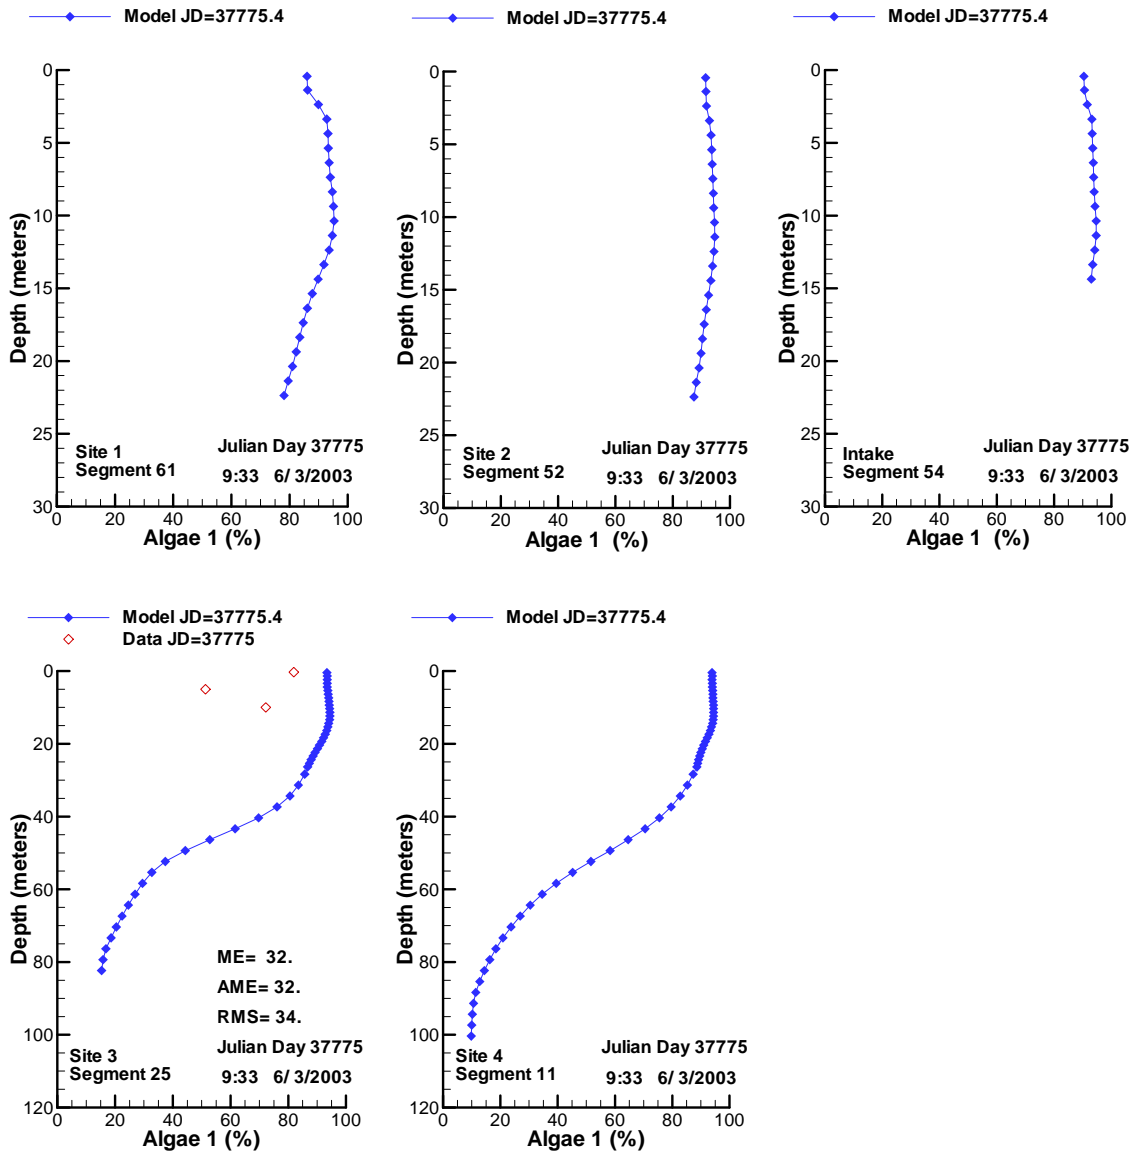 Model JD=37775.4
Model JD=37775.4
Model JD=37775.4
0
5
10
15
20
25
30
Depth (meters)
Site 1
Segment 61
Julian Day 37775
9:33 6/ 3/2003
0 20 40 60 80 100
Algae 1 (%)
0
5
10
15
20
25
30
Depth (meters)
Site 2
Segment 52
Julian Day 37775
9:33 6/ 3/2003
0 20 40 60 80 100
Algae 1 (%)
0
5
10
15
20
25
30
Depth (meters)
Intake
Segment 54
Julian Day 37775
9:33 6/ 3/2003
0 20 40 60 80 100
Algae 1 (%)
Model JD=37775.4
Data JD=37775
0
20
40
60
80
100
120
Depth (meters)
ME= 32.
AME= 32.
RMS= 34.
Site 3
Segment 25
Julian Day 37775
9:33 6/ 3/2003
0 20 40 60 80 100
Algae 1 (%)
Model JD=37775.4
0
20
40
60
80
100
120
Depth (meters)
Site 4
Segment 11
Julian Day 37775
9:33 6/ 3/2003
0 20 40 60 80 100
Algae 1 (%)